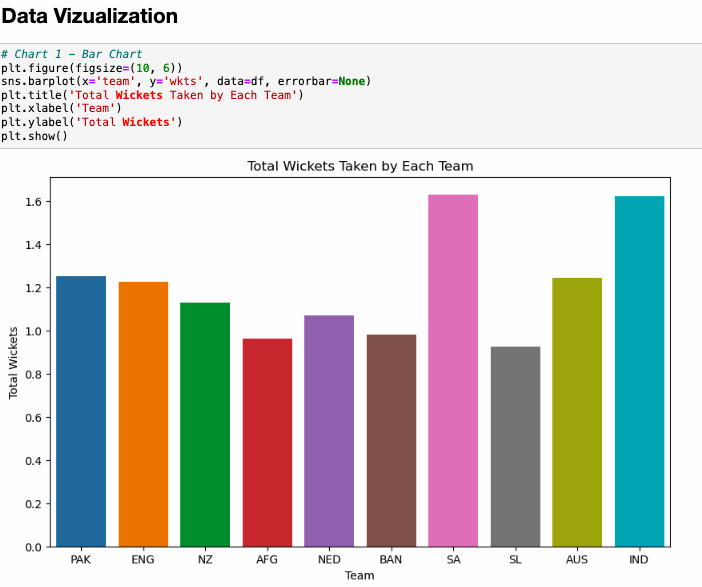 Data Vizualization
# Chart 1 - Bar Chart
plt.figure(figsize=(10, 6))
sns.barplot(x='team', y='wkts', data=df, errorbar=None)
plt.title('Total Wickets Taken by Each Team')
plt.xlabel('Team')
plt.ylabel('Total Wickets')
plt.show()
Total Wickets Taken by Each Team
Total Wickets
1.6
1.4
1.2
1.0
0.8
0.6
0.4
0.2
0.0
PAK ENG NZ AFG NED BAN SA SL AUS IND
Team